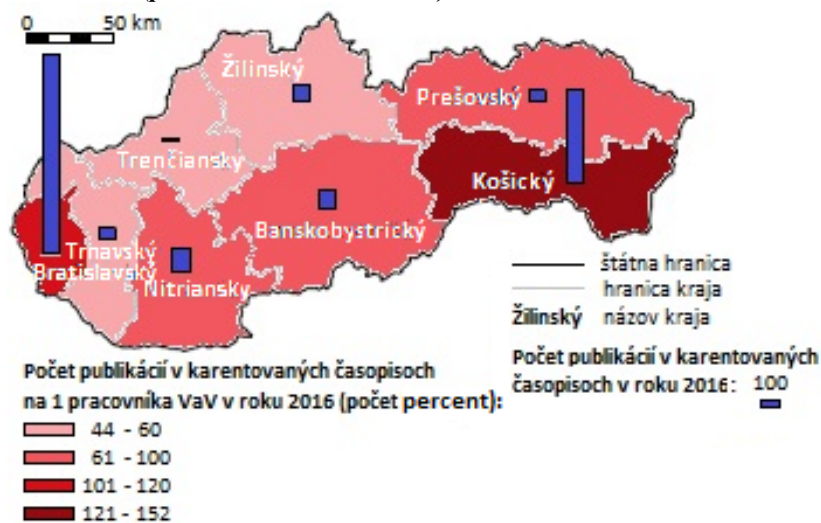 0 50 km
Žilinský
Prešovský
Trenčiansky
Košický
Banskobystrický
Trnavský
Bratislavský
Nitriansky
štátna hranica
hranica kraja
Žilinský názov kraja
Počet publikácií v karentovaných časopisoch
na 1 pracovníka VaV v roku 2016 (počet percent):
44 - 60
61 - 100
101 - 120
121 - 152
Počet publikácií v karentovaných
časopisoch v roku 2016: 100